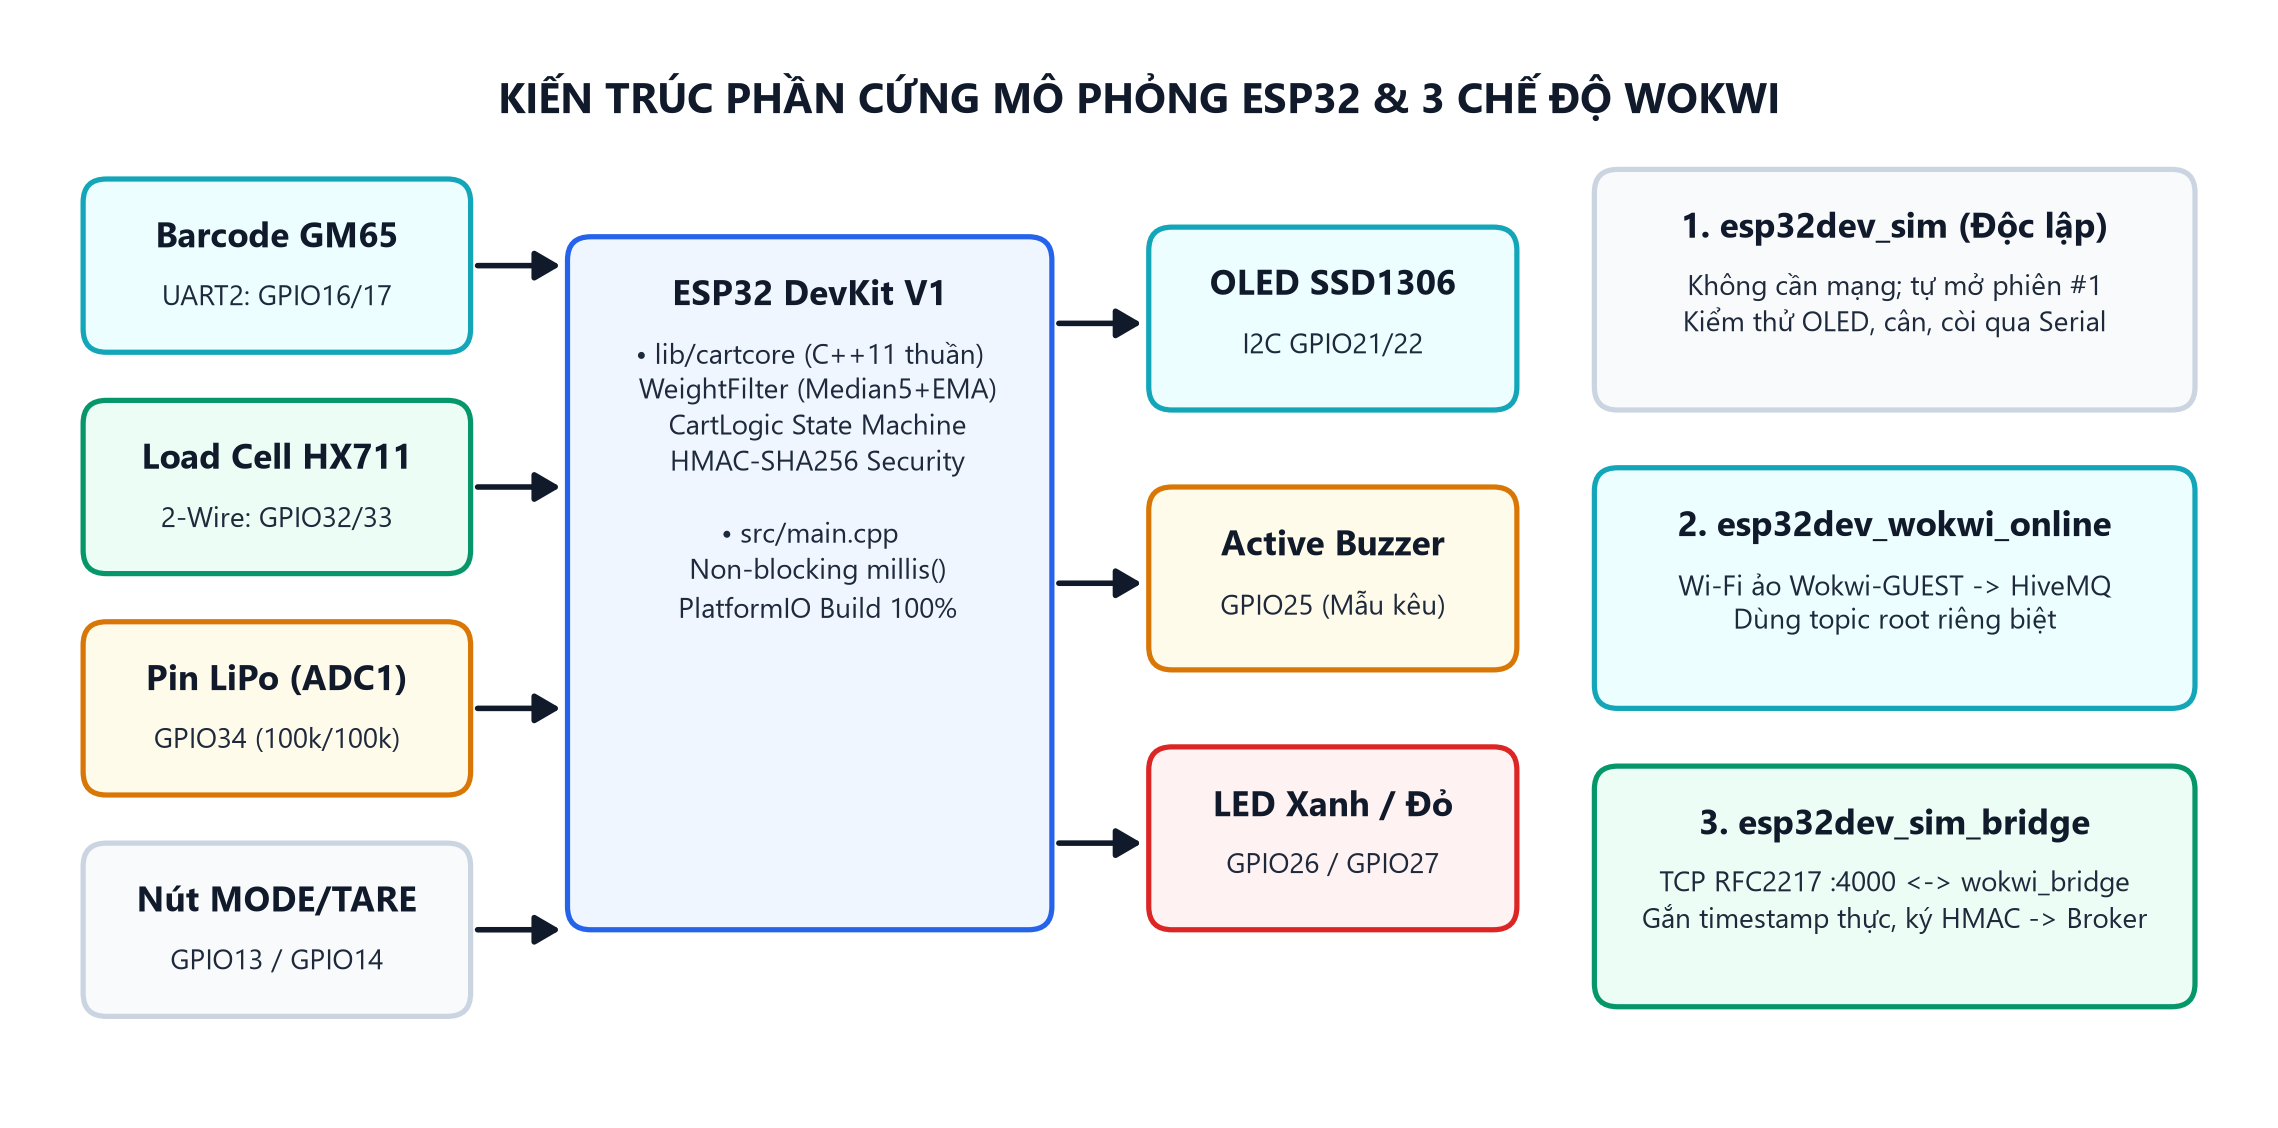 KIẾN TRÚC PHẦN CỨNG MÔ PHỎNG ESP32 & 3 CHẾ ĐỘ WOKWI
Barcode GM65
UART2: GPIO16/17
Load Cell HX711
2-Wire: GPIO32/33
Pin LiPo (ADC1)
GPIO34 (100k/100k)
Nút MODE/TARE
GPIO13 / GPIO14
ESP32 DevKit V1
• lib/cartcore (C++11 thuần)
WeightFilter (Median5+EMA)
CartLogic State Machine
HMAC-SHA256 Security
• src/main.cpp
Non-blocking millis()
PlatformIO Build 100%
OLED SSD1306
I2C GPIO21/22
Active Buzzer
GPIO25 (Mẫu kêu)
LED Xanh / Đỏ
GPIO26 / GPIO27
1. esp32dev_sim (Độc lập)
Không cần mạng; tự mở phiên #1
Kiểm thử OLED, cân, còi qua Serial
2. esp32dev_wokwi_online
Wi-Fi ảo Wokwi-GUEST -> HiveMQ
Dùng topic root riêng biệt
3. esp32dev_sim_bridge
TCP RFC2217 :4000 <-> wokwi_bridge
Gắn timestamp thực, ký HMAC -> Broker